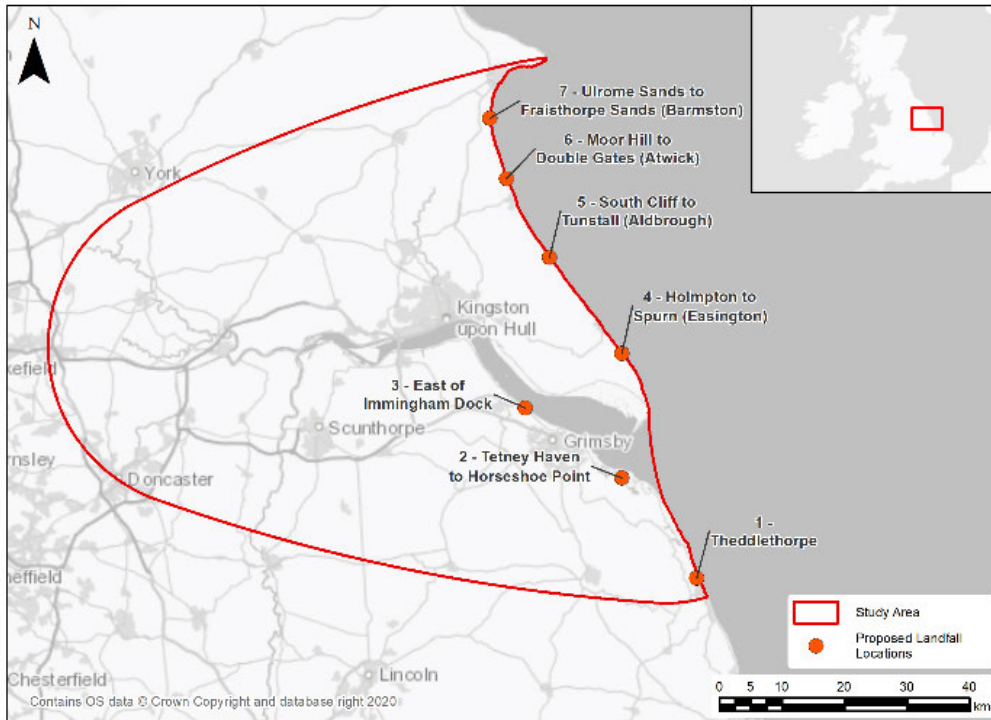 N
7 - Ulrome Sands to
Fraisthorpe Sands (Barmston)
6 - Moor Hill to
Double Gates (Atwick)
York
5 - South Cliff to
Tunstall (Aldbrough)
Kingston
upon Hull
4 - Holmpton to
Spurn (Easington)
kefield
3 - East of
Immingham Dock
Scunthorpe
Grimsby
2 - Tetney Haven
to Horseshoe Point
rnsley
Doncaster
1 -
Theddlethorpe
heffield
Study Area
Proposed Landfall
Locations
Lincoln
Chesterfield
Contains OS data © Crown Copyright and database right 2020
0 5 10 20 30 40
km